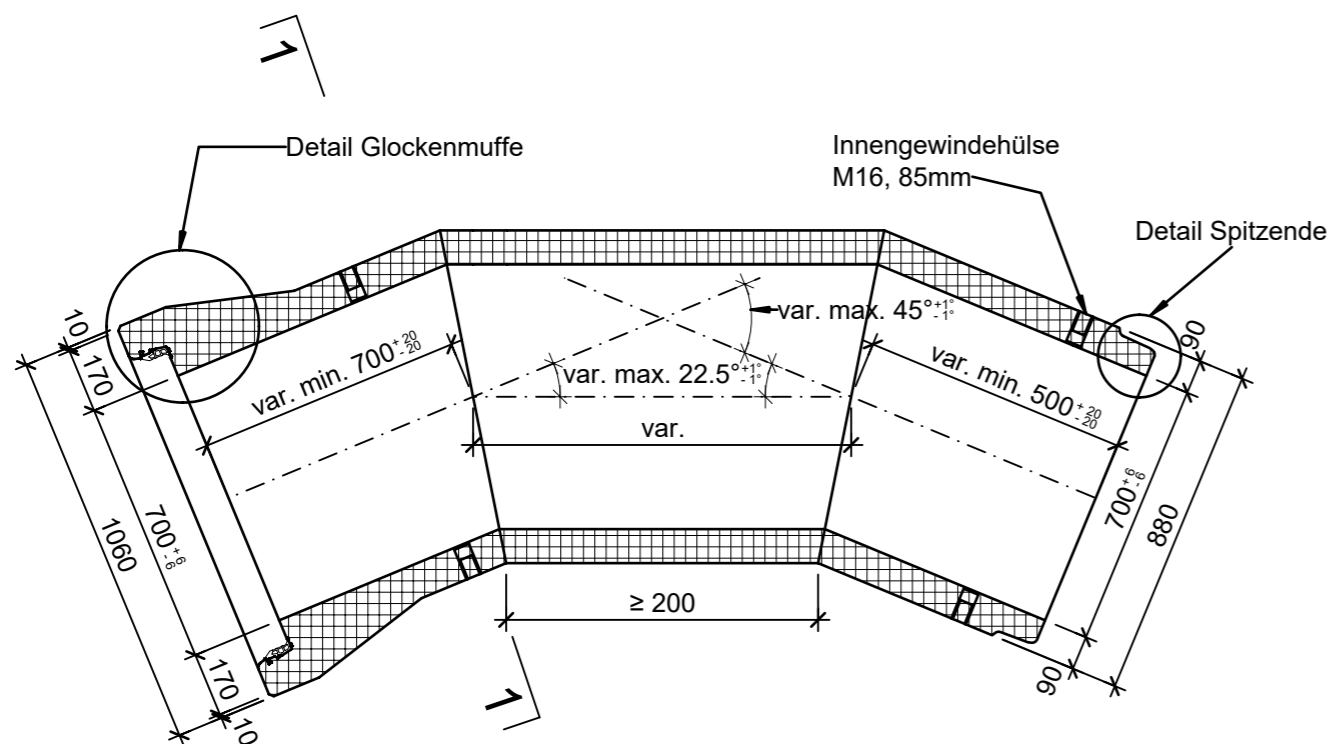 1
Detail Glockenmuffe
Innengewindehülse
M16, 85mm
Detail Spitzende
10
170
var. min. 700 +20 -20
var. max. 45° +1° -1°
var. max. 22.5° +1° -1°
var. min. 500 +20 -20
90
var.
700 +6 -6
1060
700 +6 -6
880
≥ 200
170
10
90
1